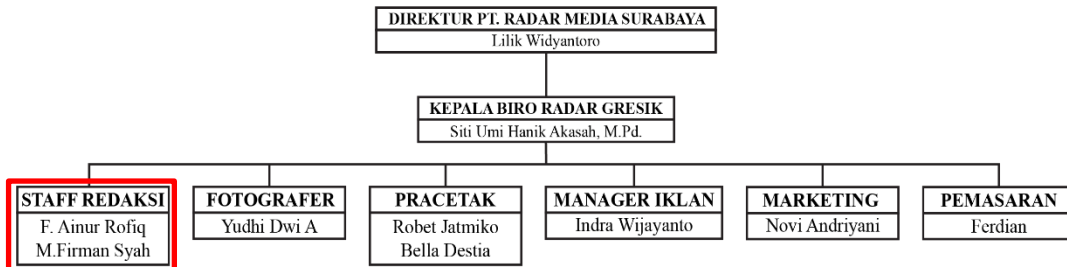 DIREKTUR PT. RADAR MEDIA SURABAYA
Lilik Widyantoro
KEPALA BIRO RADAR GRESIK
Siti Umi Hanik Akasah, M.Pd.
STAFF REDAKSI
F. Ainur Rofiq
M.Firman Syah
FOTOGRAFER
Yudhi Dwi A
PRACETAK
Robet Jatmiko
Bella Destia
MANAGER IKLAN
Indra Wijayanto
MARKETING
Novi Andriyani
PEMASARAN
Ferdian